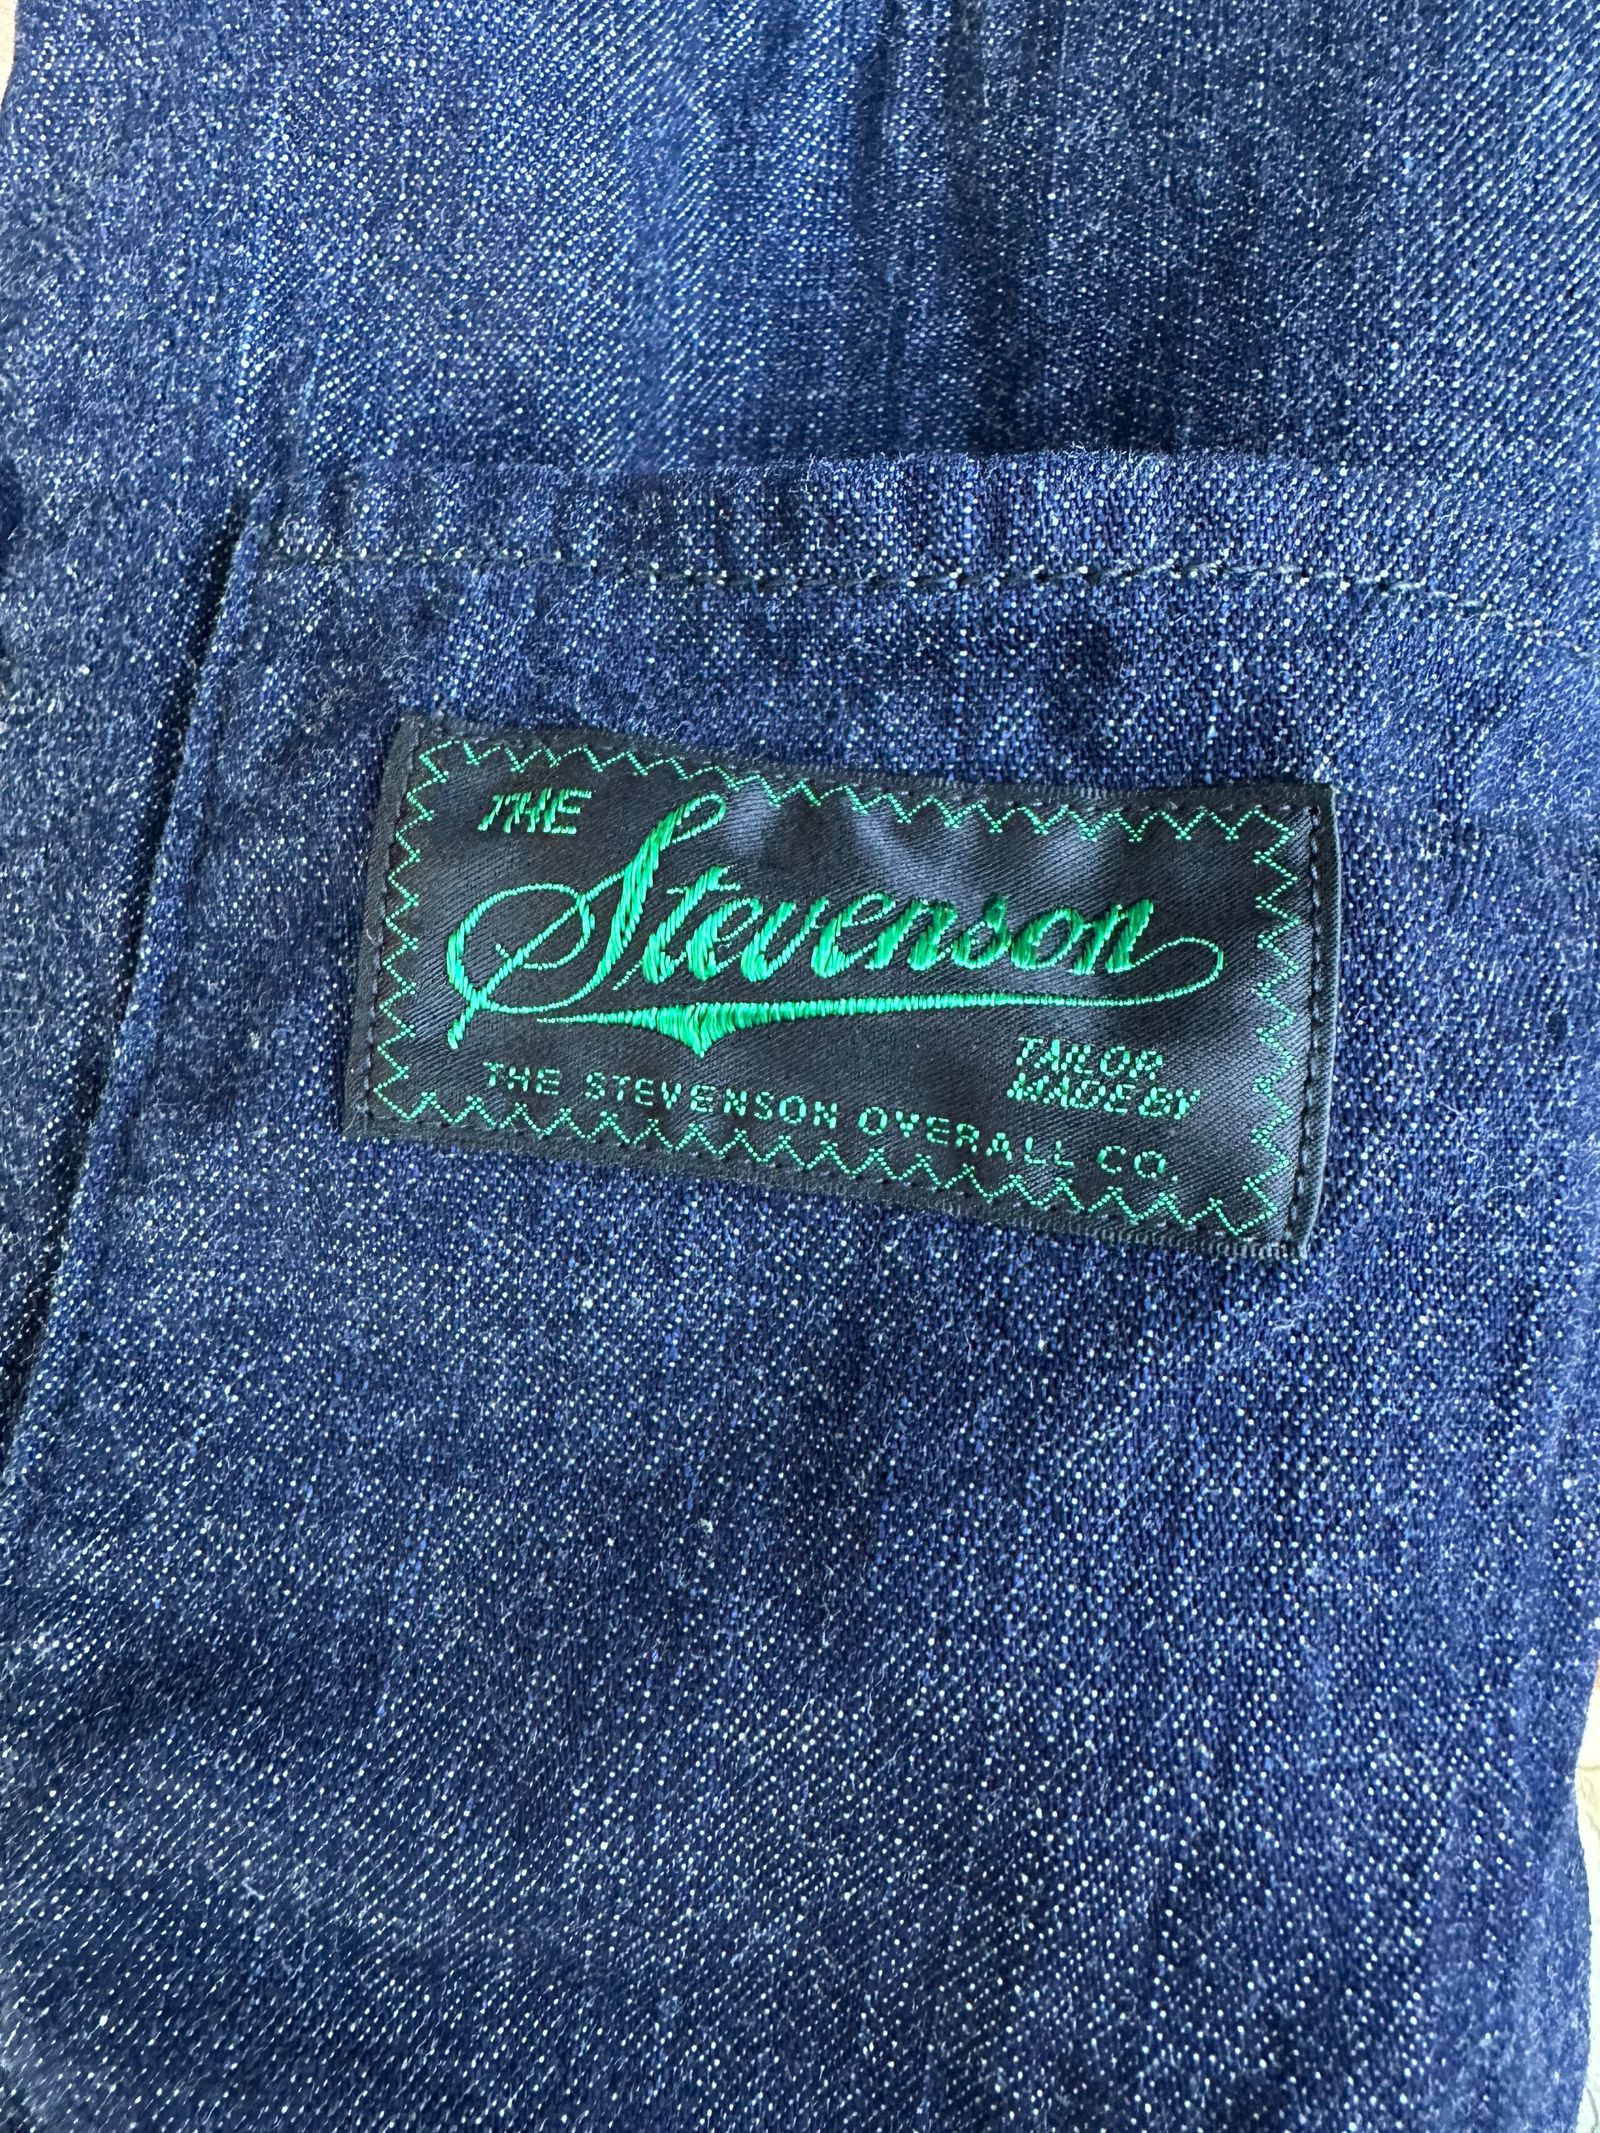 THE
Stevenson
TAILOR
MADE BY
THE STEVENSON OVERALL CO.